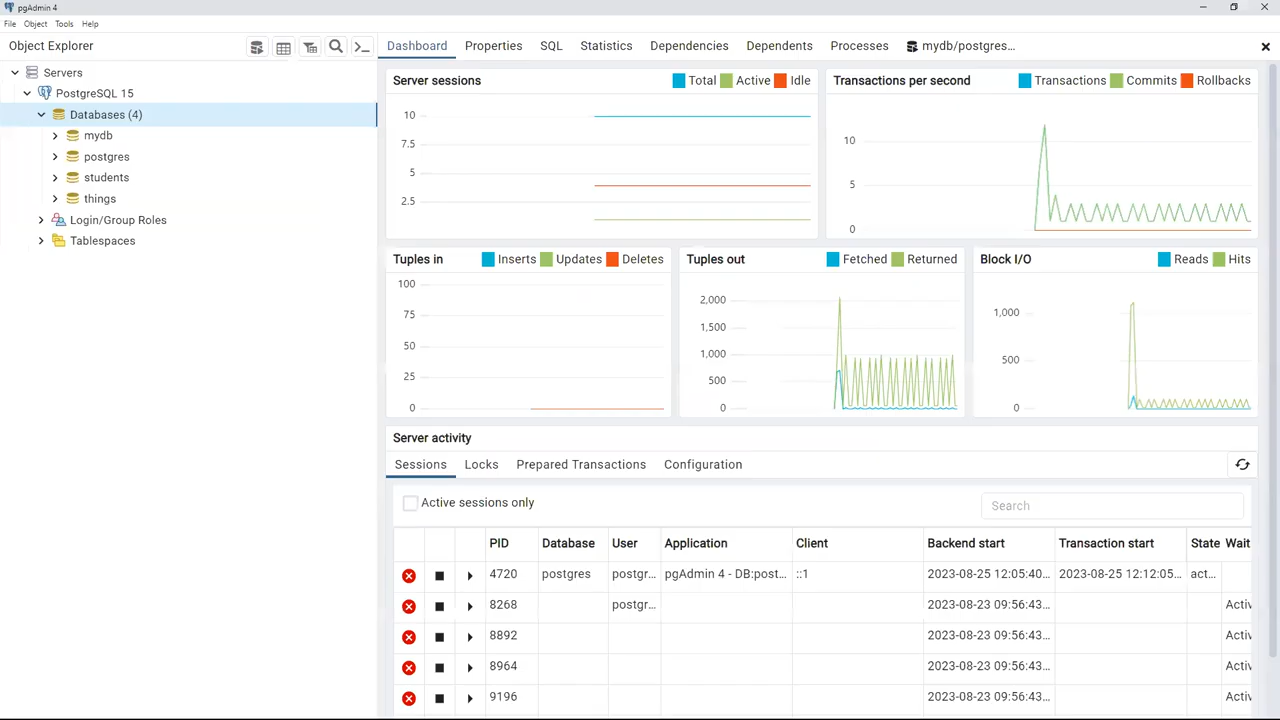 pgAdmin 4
File Object Tools Help
Object Explorer
Dashboard Properties SQL Statistics Dependencies Dependents Processes mydb/postgres...
Servers
PostgreSQL 15
Databases (4)
mydb
postgres
students
things
Login/Group Roles
Tablespaces
Server sessions Total Active Idle
10
7.5
5
2.5
Transactions per second Transactions Commits Rollbacks
10
5
0
Tuples in Inserts Updates Deletes
100
75
50
25
0
Tuples out Fetched Returned
2,000
1,500
1,000
500
0
Block I/O Reads Hits
1,000
500
0
Server activity
Sessions Locks Prepared Transactions Configuration
Active sessions only Search
PID Database User Application Client Backend start Transaction start State Wait
4720 postgres postgr... pgAdmin 4 - DB:post... ::1 2023-08-25 12:05:40... 2023-08-25 12:12:05... act...
8268 postgr... 2023-08-23 09:56:43... Activ
8892 2023-08-23 09:56:43... Activ
8964 2023-08-23 09:56:43... Activ
9196 2023-08-23 09:56:43... Activ